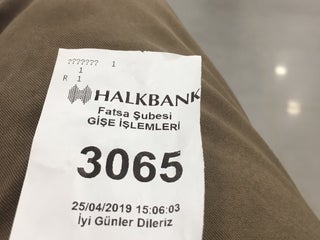 ??????? 1
1
R 1
HALKBANK
Fatsa Şubesi
GİŞE İŞLEMLERİ
3065
25/04/2019 15:06:03
İyi Günler Dileriz